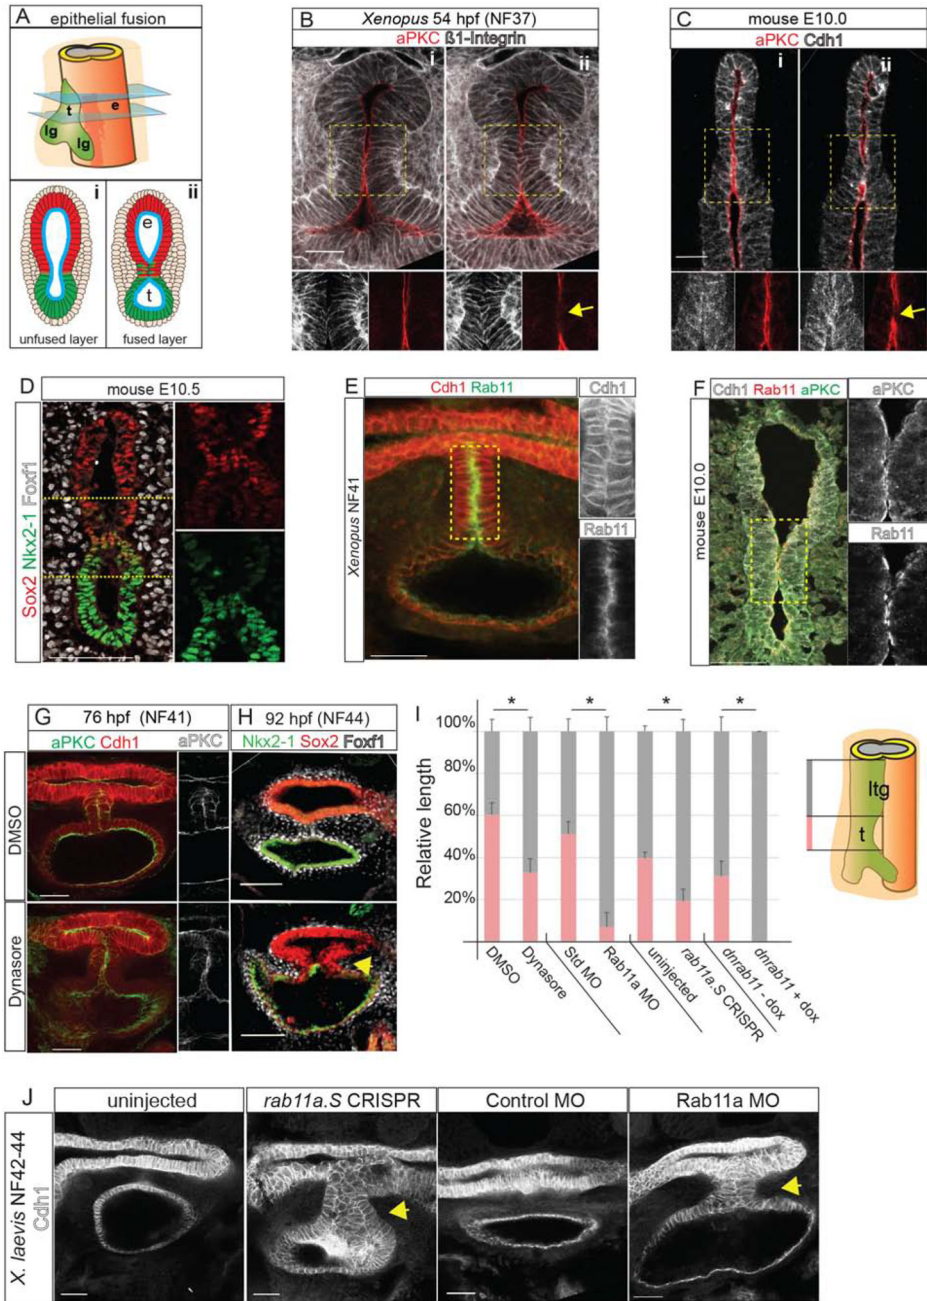 A
epithelial fusion
t
e
lg
lg
i
ii
e
t
unfused layer
fused layer
B
Xenopus 54 hpf (NF37)
aPKC ß1-Integrin
i
ii
C
mouse E10.0
aPKC Cdh1
i
ii
D
mouse E10.5
Sox2 Nkx2-1 Foxf1
E
Xenopus NF41
Cdh1 Rab11
Cdh1
Rab11
F
mouse E10.0
Cdh1 Rab11 aPKC
aPKC
Rab11
G
76 hpf (NF41)
aPKC Cdh1
aPKC
H
92 hpf (NF44)
Nkx2-1 Sox2 Foxf1
DMSO
Dynasore
I
Relative length
100%
80%
60%
40%
20%
*
*
*
*
DMSO
Dynasore
Std MO
Rab11a MO
uninjected
rab11a.S CRISPR
dnrab11 - dox
dnrab11 + dox
ltg
t
J
X. laevis NF42-44
Cdh1
uninjected
rab11a.S CRISPR
Control MO
Rab11a MO